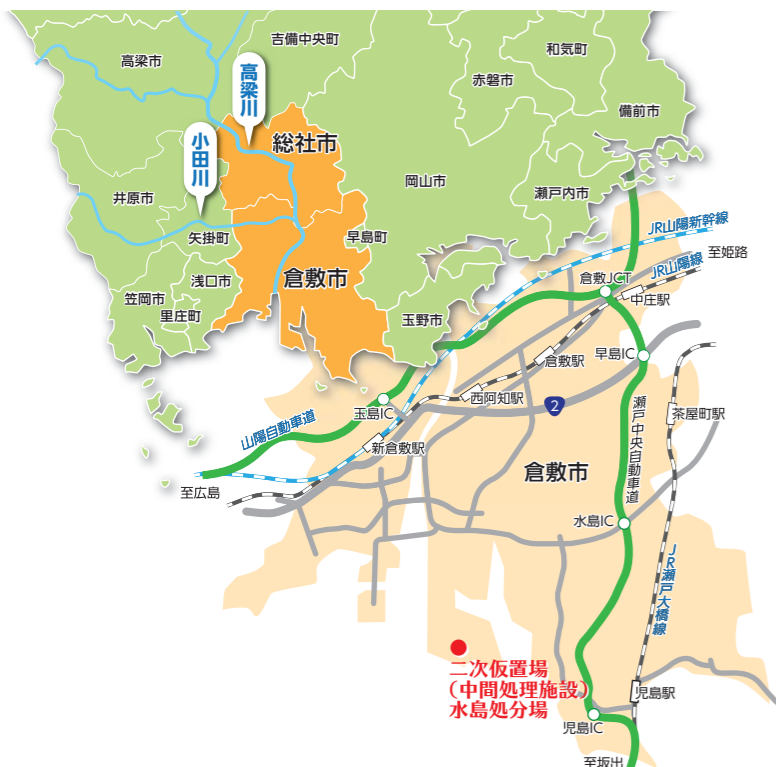 吉備中央町
和気町
高梁市
赤磐市
高梁川
備前市
総社市
小田川
岡山市
瀬戸内市
井原市
早島町
矢掛町
JR山陽新幹線
至姫路
倉敷市
浅口市
JR山陽線
倉敷JCT
笠岡市
里庄町
玉野市
中庄駅
早島IC
倉敷駅
西阿知駅
2
玉島IC
瀬戸中央自動車道
茶屋町駅
山陽自動車道
新倉敷駅
倉敷市
至広島
水島IC
JR瀬戸大橋線
二次仮置場
(中間処理施設)
水島処分場
児島駅
児島IC
至坂出